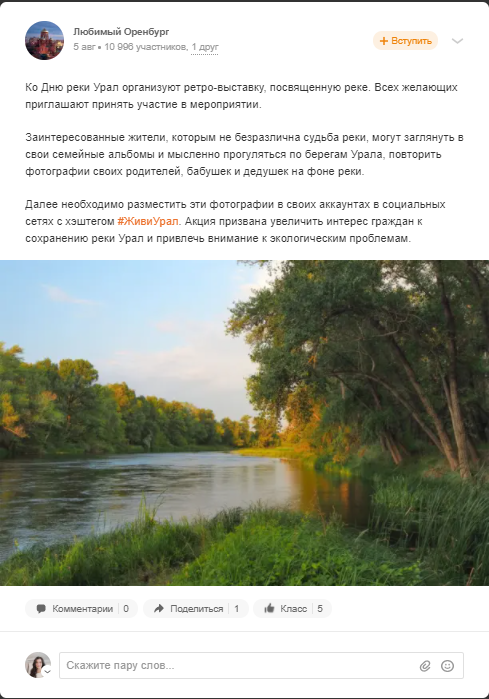 Любимый Оренбург
5 авг • 10 996 участников, 1 друг
+ Вступить
Ко Дню реки Урал организуют ретро-выставку, посвященную реке. Всех желающих
приглашают принять участие в мероприятии.
Заинтересованные жители, которым не безразлична судьба реки, могут заглянуть в
свои семейные альбомы и мысленно прогуляться по берегам Урала, повторить
фотографии своих родителей, бабушек и дедушек на фоне реки.
Далее необходимо разместить эти фотографии в своих аккаунтах в социальных
сетях с хэштегом #ЖивиУрал. Акция призвана увеличить интерес граждан к
сохранению реки Урал и привлечь внимание к экологическим проблемам.
Комментарии 0 Поделиться 1 Класс 5
Скажите пару слов...